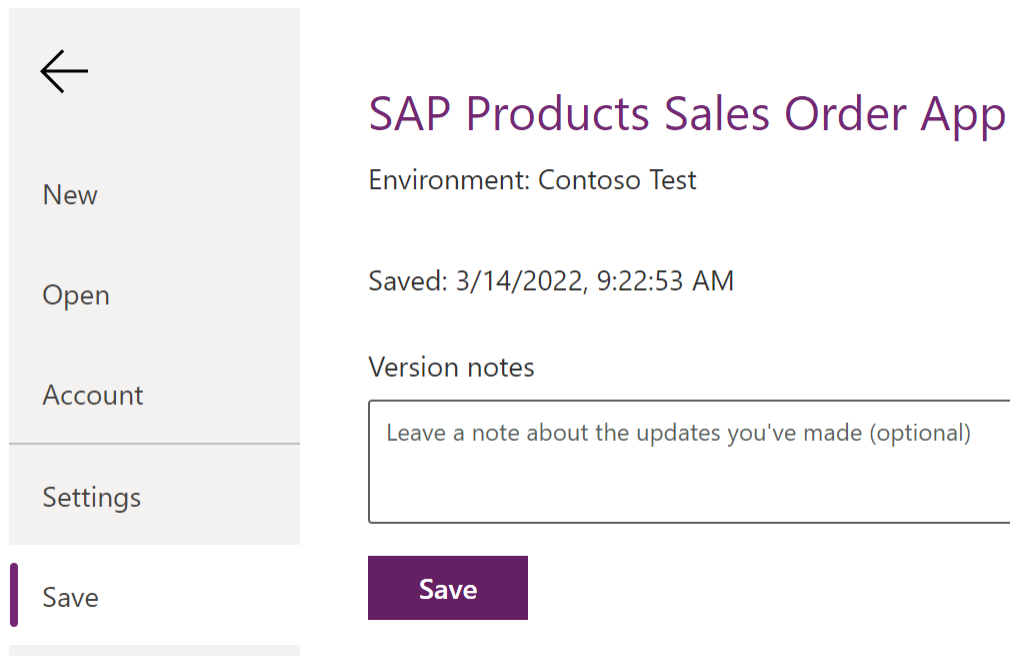 New
Open
Account
Settings
Save
SAP Products Sales Order App
Environment: Contoso Test
Saved: 3/14/2022, 9:22:53 AM
Version notes
Leave a note about the updates you've made (optional)
Save